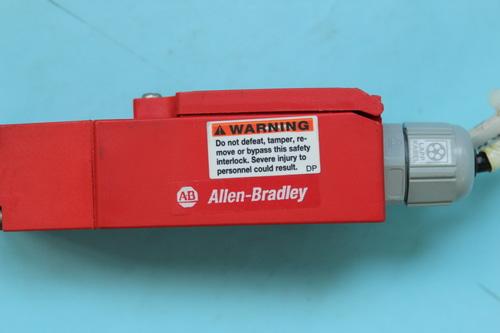 WARNING
Do not defeat, tamper, re-
move or bypass this safety
interlock. Severe injury to
personnel could result. DP
AB Allen-Bradley